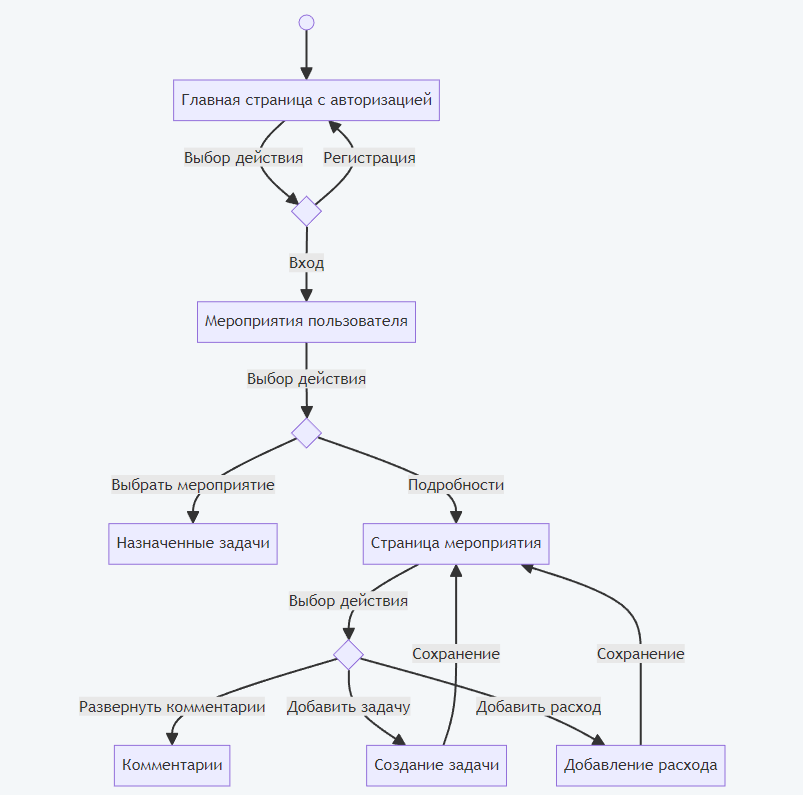 Главная страница с авторизацией
Выбор действия
Регистрация
Вход
Мероприятия пользователя
Выбор действия
Выбрать мероприятие
Подробности
Назначенные задачи
Страница мероприятия
Выбор действия
Сохранение
Сохранение
Развернуть комментарии
Добавить задачу
Добавить расход
Комментарии
Создание задачи
Добавление расхода